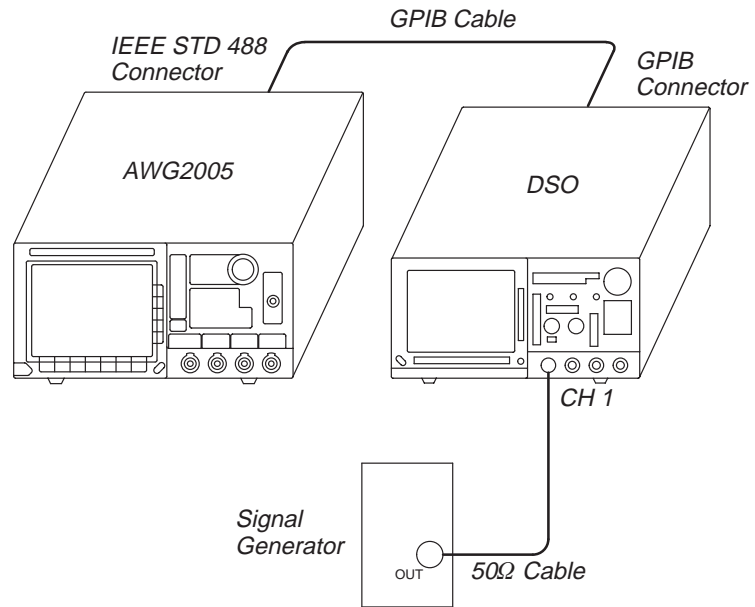 GPIB Cable
IEEE STD 488
Connector
GPIB
Connector
AWG2005
DSO
CH 1
Signal
Generator
OUT
50Ω Cable